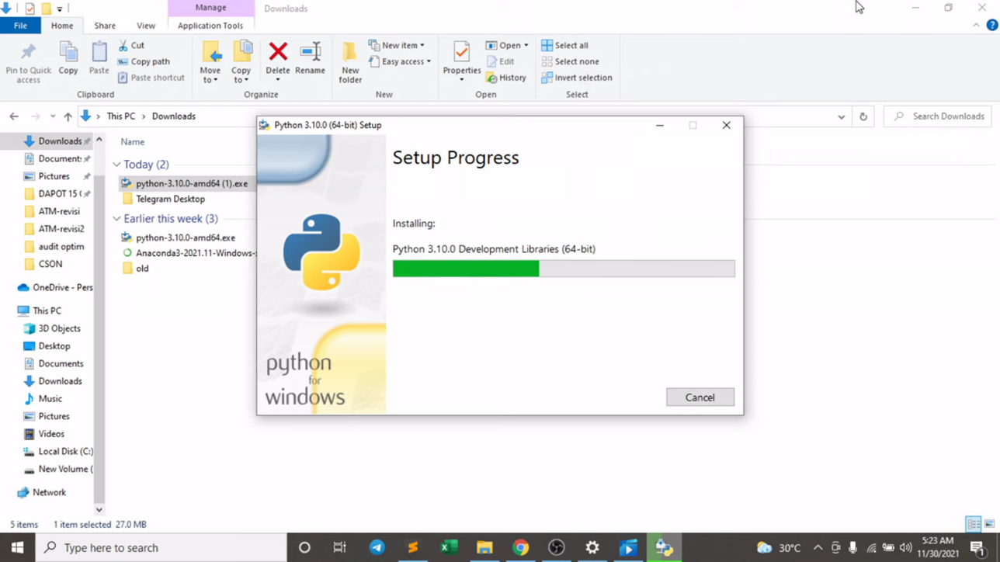 Manage
Downloads
File
Home
Share
View
Application Tools
Pin to Quick
access
Copy
Paste
Cut
Copy path
Paste shortcut
Clipboard
Move
to
Copy
to
Delete
Rename
Organize
New
folder
New item
Easy access
New
Properties
Open
Edit
History
Open
Select all
Select none
Invert selection
Select
This PC
Downloads
Search Downloads
Downloads
Document:
Pictures
DAPOT 15 (
ATM-revisi
ATM-revisi2
audit optim
CSON
OneDrive - Pers
This PC
3D Objects
Desktop
Documents
Downloads
Music
Pictures
Videos
Local Disk (C:)
New Volume (
Network
Name
Today (2)
python-3.10.0-amd64 (1).exe
Telegram Desktop
Earlier this week (3)
python-3.10.0-amd64.exe
Anaconda3-2021.11-Windows-
old
Python 3.10.0 (64-bit) Setup
Setup Progress
Installing:
Python 3.10.0 Development Libraries (64-bit)
python
for
windows
Cancel
5 items
1 item selected 27.0 MB
Type here to search
30°C
5:23 AM
11/30/2021
1